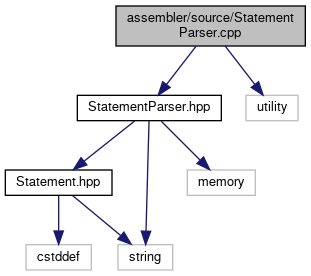 assembler/source/Statement
Parser.cpp
StatementParser.hpp
utility
Statement.hpp
memory
cstddef
string